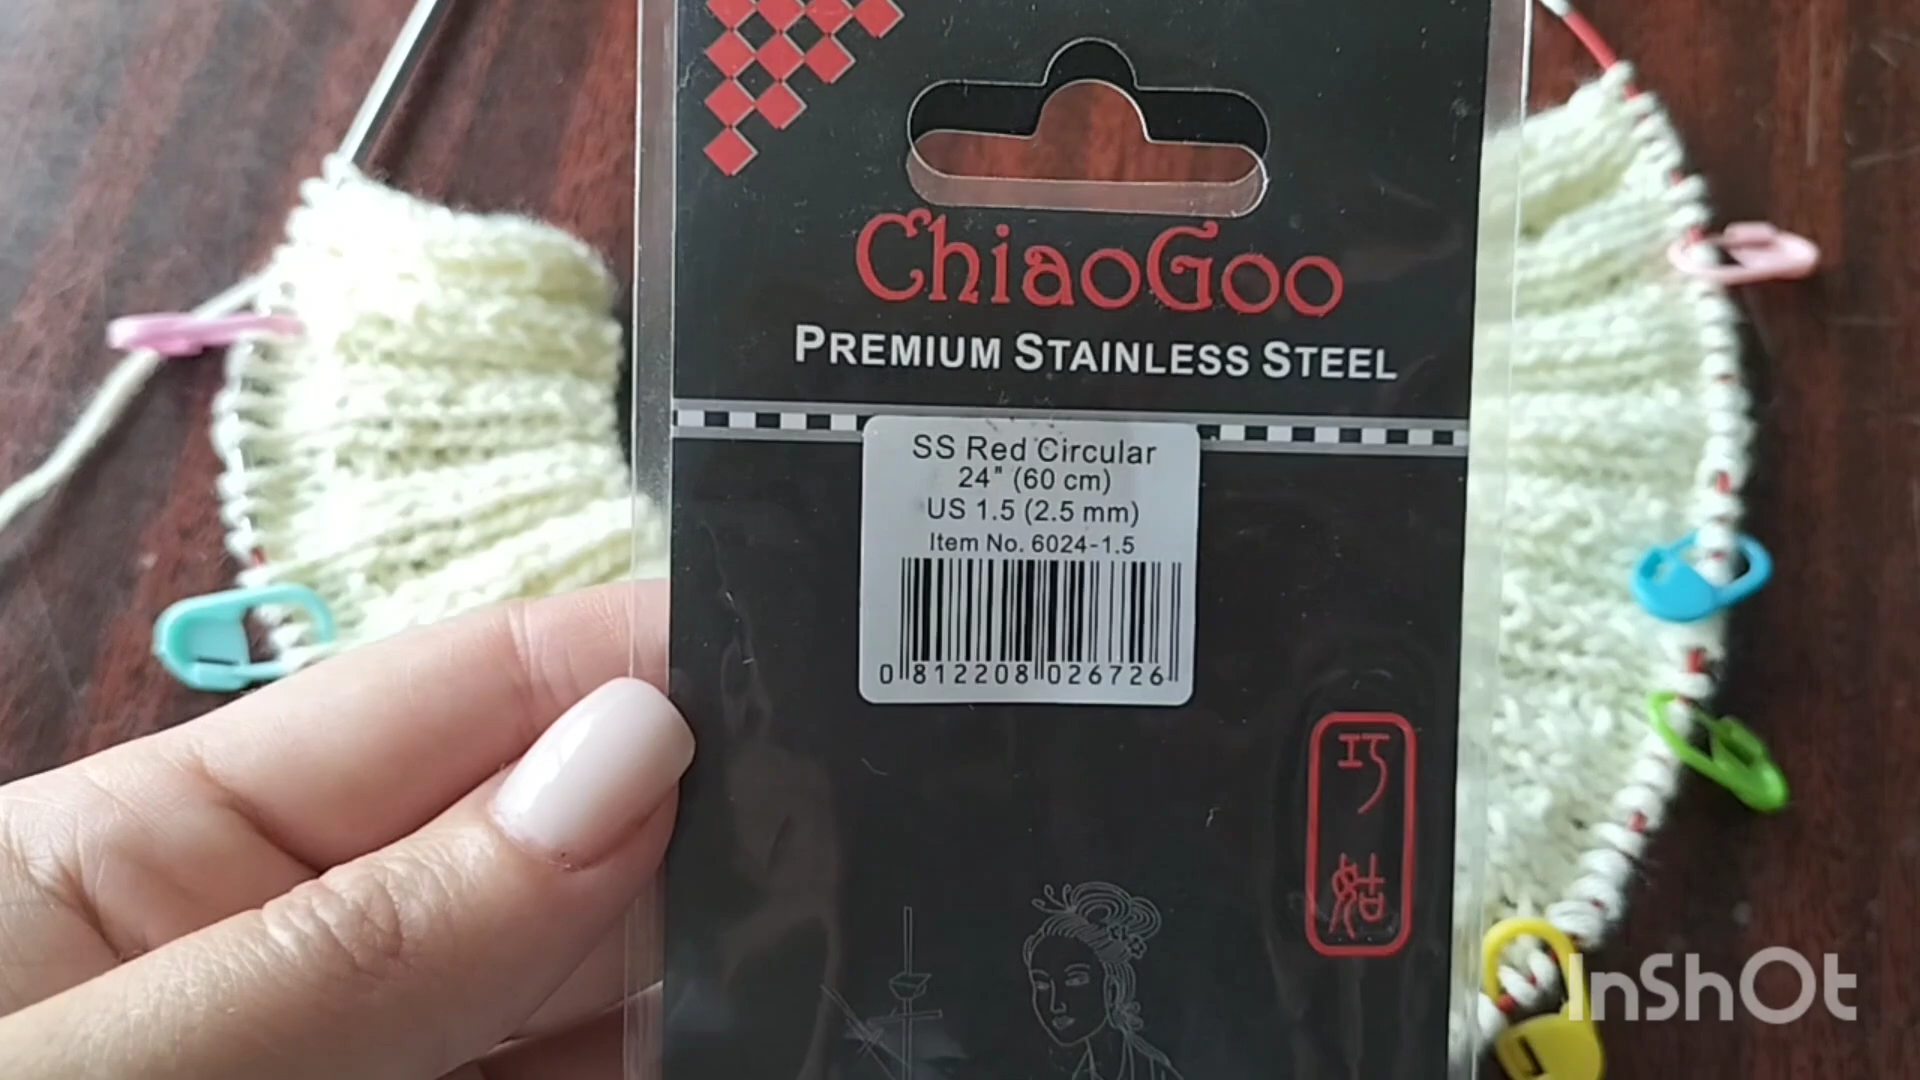 ChiaoGoo
PREMIUM STAINLESS STEEL
SS Red Circular
24" (60 cm)
US 1.5 (2.5 mm)
Item No. 6024-1.5
0 812208 026726
巧
InShOt